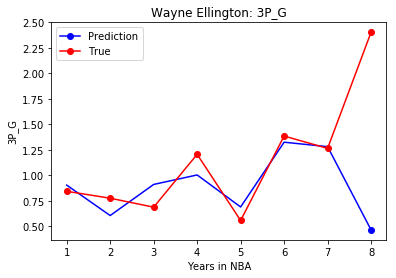 Wayne Ellington: 3P_G
Prediction
True
2.50
2.25
2.00
1.75
1.50
1.25
1.00
0.75
0.50
3P_G
1 2 3 4 5 6 7 8
Years in NBA